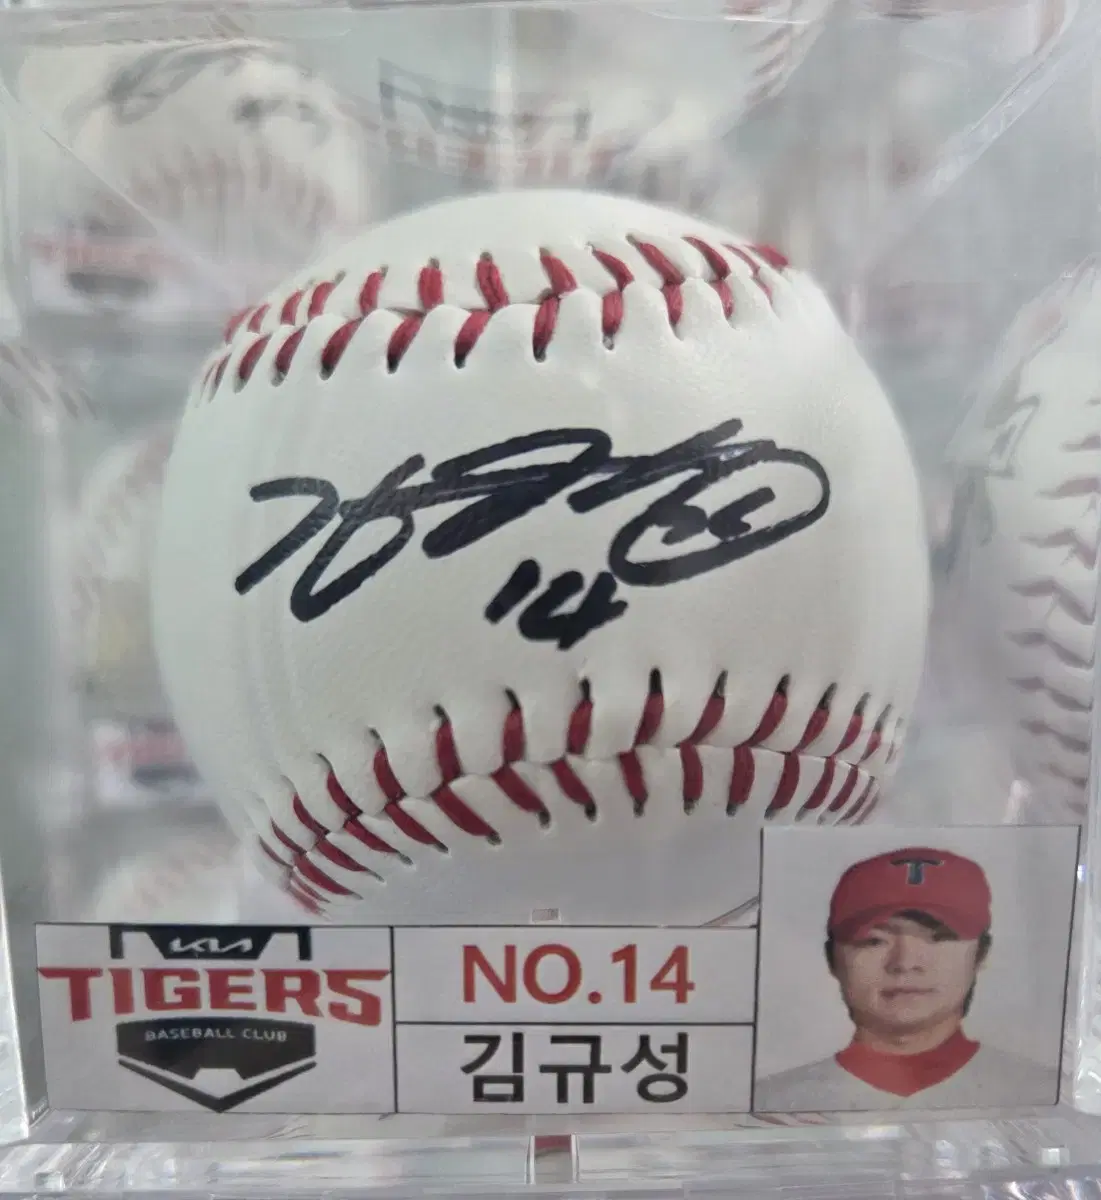 14
KIA
TIGERS
BASEBALL CLUB
NO.14
김규성
T